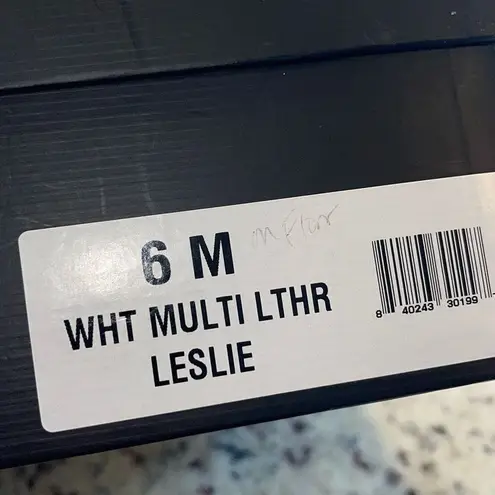 6 M
WHT MULTI LTHR
LESLIE
8 40243 30199